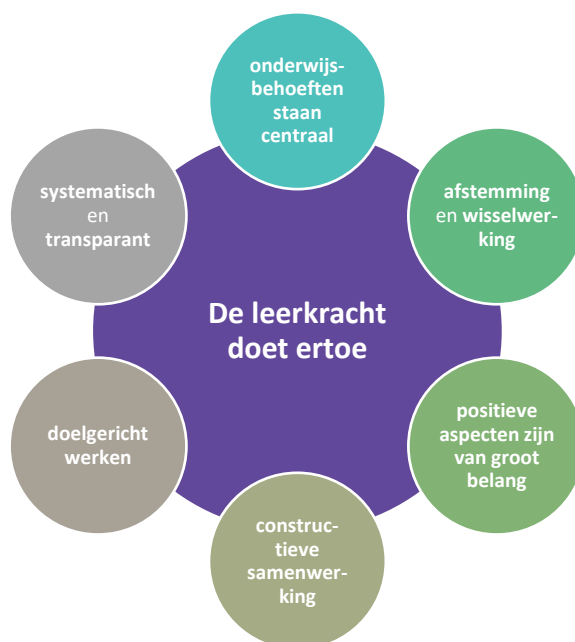 onderwijs-
behoeften
staan
centraal
afstemming
en wisselwer-
king
positieve
aspecten zijn
van groot
belang
construc-
tieve
samenwer-
king
doelgericht
werken
systematisch
en
transparant
De leerkracht
doet ertoe